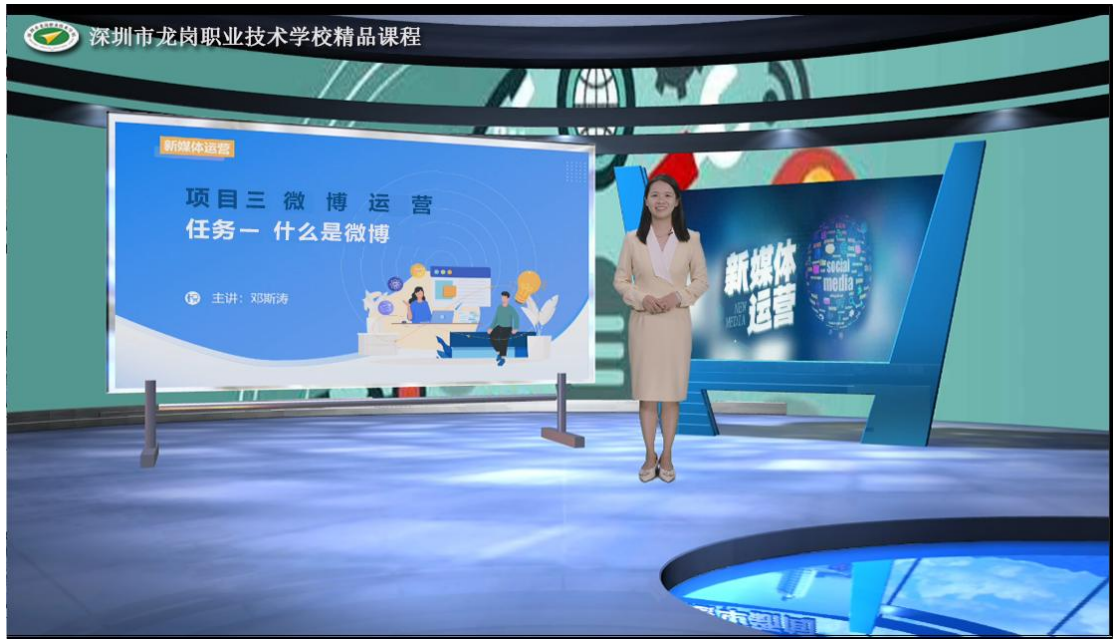 深圳市龙岗职业技术学校精品课程
新媒体运营
项目三 微 博 运 营
任务一 什么是微博
主讲：邓斯涛
新媒体
运营
NEW
MEDIA
social
media